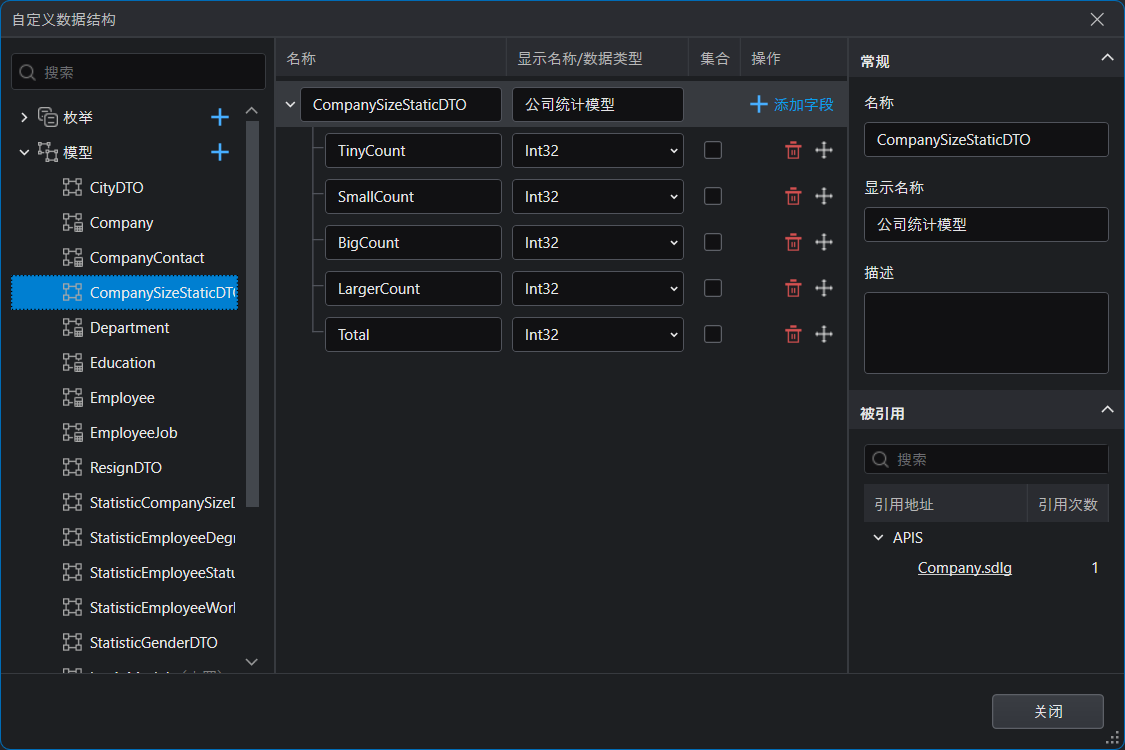 自定义数据结构
搜索
枚举
模型
CityDTO
Company
CompanyContact
CompanySizeStaticDT
Department
Education
Employee
EmployeeJob
ResignDTO
StatisticCompanySizeD
StatisticEmployeeDegr
StatisticEmployeeStatu
StatisticEmployeeWorl
StatisticGenderDTO
名称 显示名称/数据类型 集合 操作
CompanySizeStaticDTO 公司统计模型 添加字段
TinyCount Int32
SmallCount Int32
BigCount Int32
LargerCount Int32
Total Int32
常规
名称
CompanySizeStaticDTO
显示名称
公司统计模型
描述
被引用
搜索
引用地址 引用次数
APIS
Company.sdlg 1
关闭